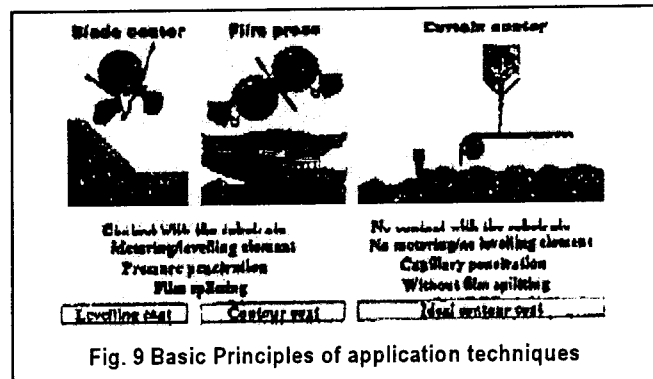 Blade coater Film press Curtain coater
Contact with the substrate No contact with the substrate
Metering/levelling element No metering/no levelling element
Pressure penetration Capillary penetration
Film splitting Without film splitting
Levelling coat Contour coat Ideal contour coat
Fig. 9 Basic Principles of application techniques